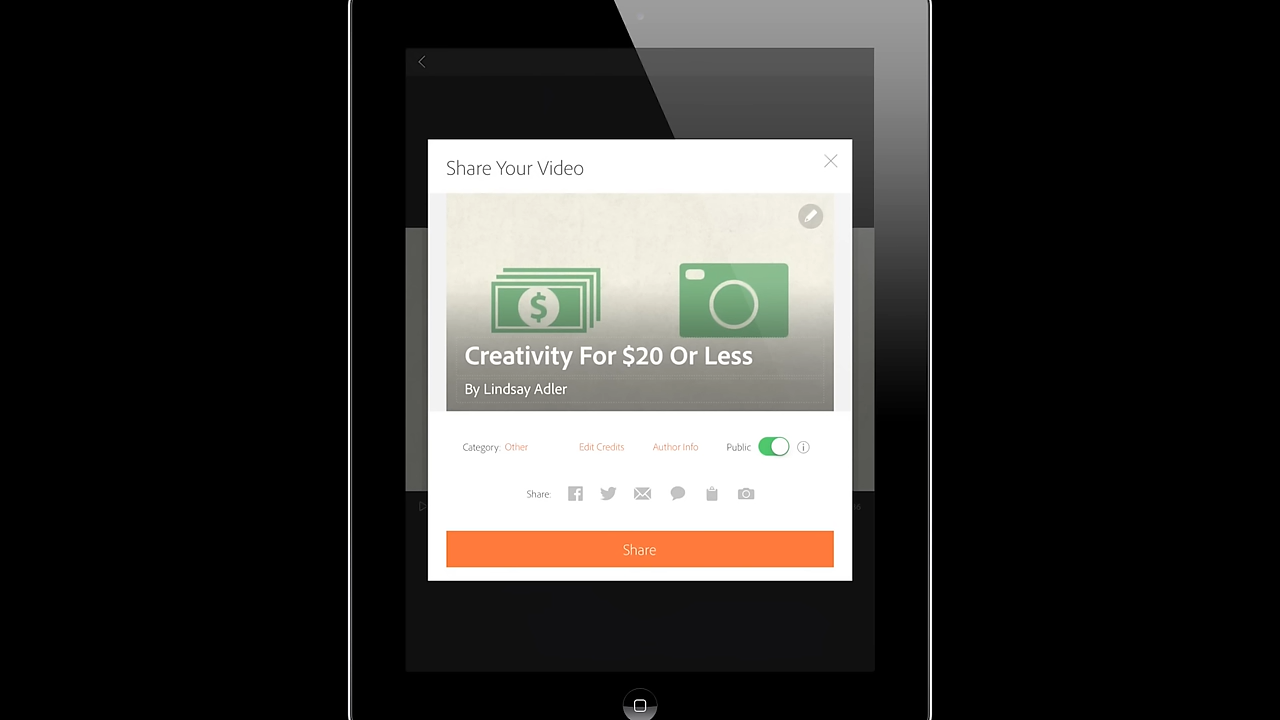 Share Your Video
$
Creativity For $20 Or Less
By Lindsay Adler
Category: Other Edit Credits Author Info Public
Share:
Share